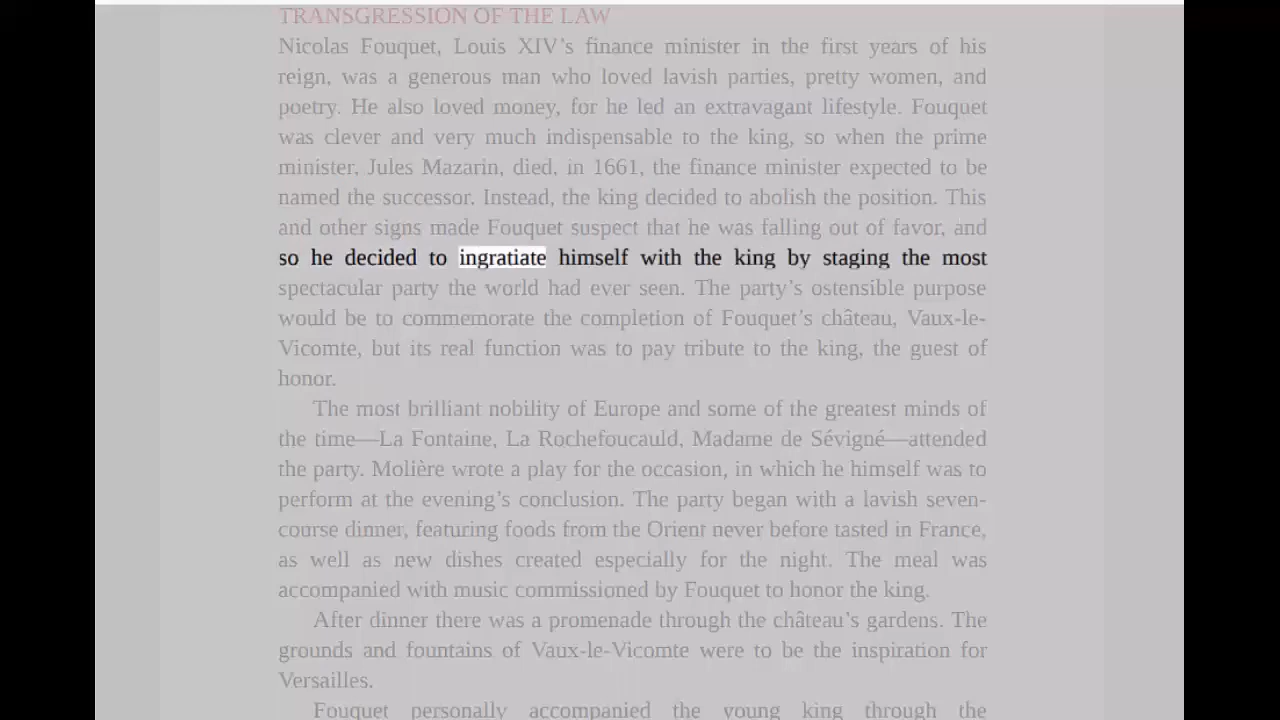 TRANSGRESSION OF THE LAW
Nicolas Fouquet, Louis XIV’s finance minister in the first years of his
reign, was a generous man who loved lavish parties, pretty women, and
poetry. He also loved money, for he led an extravagant lifestyle. Fouquet
was clever and very much indispensable to the king, so when the prime
minister, Jules Mazarin, died, in 1661, the finance minister expected to be
named the successor. Instead, the king decided to abolish the position. This
and other signs made Fouquet suspect that he was falling out of favor, and
so he decided to ingratiate himself with the king by staging the most
spectacular party the world had ever seen. The party’s ostensible purpose
would be to commemorate the completion of Fouquet’s château, Vaux-le-
Vicomte, but its real function was to pay tribute to the king, the guest of
honor.
The most brilliant nobility of Europe and some of the greatest minds of
the time—La Fontaine, La Rochefoucauld, Madame de Sévigné—attended
the party. Molière wrote a play for the occasion, in which he himself was to
perform at the evening’s conclusion. The party began with a lavish seven-
course dinner, featuring foods from the Orient never before tasted in France,
as well as new dishes created especially for the night. The meal was
accompanied with music commissioned by Fouquet to honor the king.
After dinner there was a promenade through the château’s gardens. The
grounds and fountains of Vaux-le-Vicomte were to be the inspiration for
Versailles.
Fouquet personally accompanied the young king through the